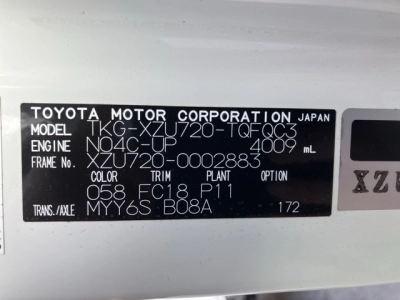 TOYOTA MOTOR CORPORATION JAPAN
MODEL TKG-XZU720-TQFQC3
ENGINE N04C-UP 4009 mL
FRAME No. XZU720-0002883
COLOR TRIM PLANT OPTION
058 FC18 P11
TRANS./AXLE MYY6S B08A 172
XZU